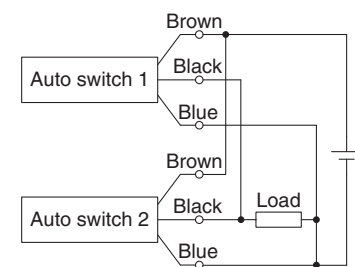 Brown
Auto switch 1
Black
Blue
Brown
Auto switch 2
Black
Load
Blue